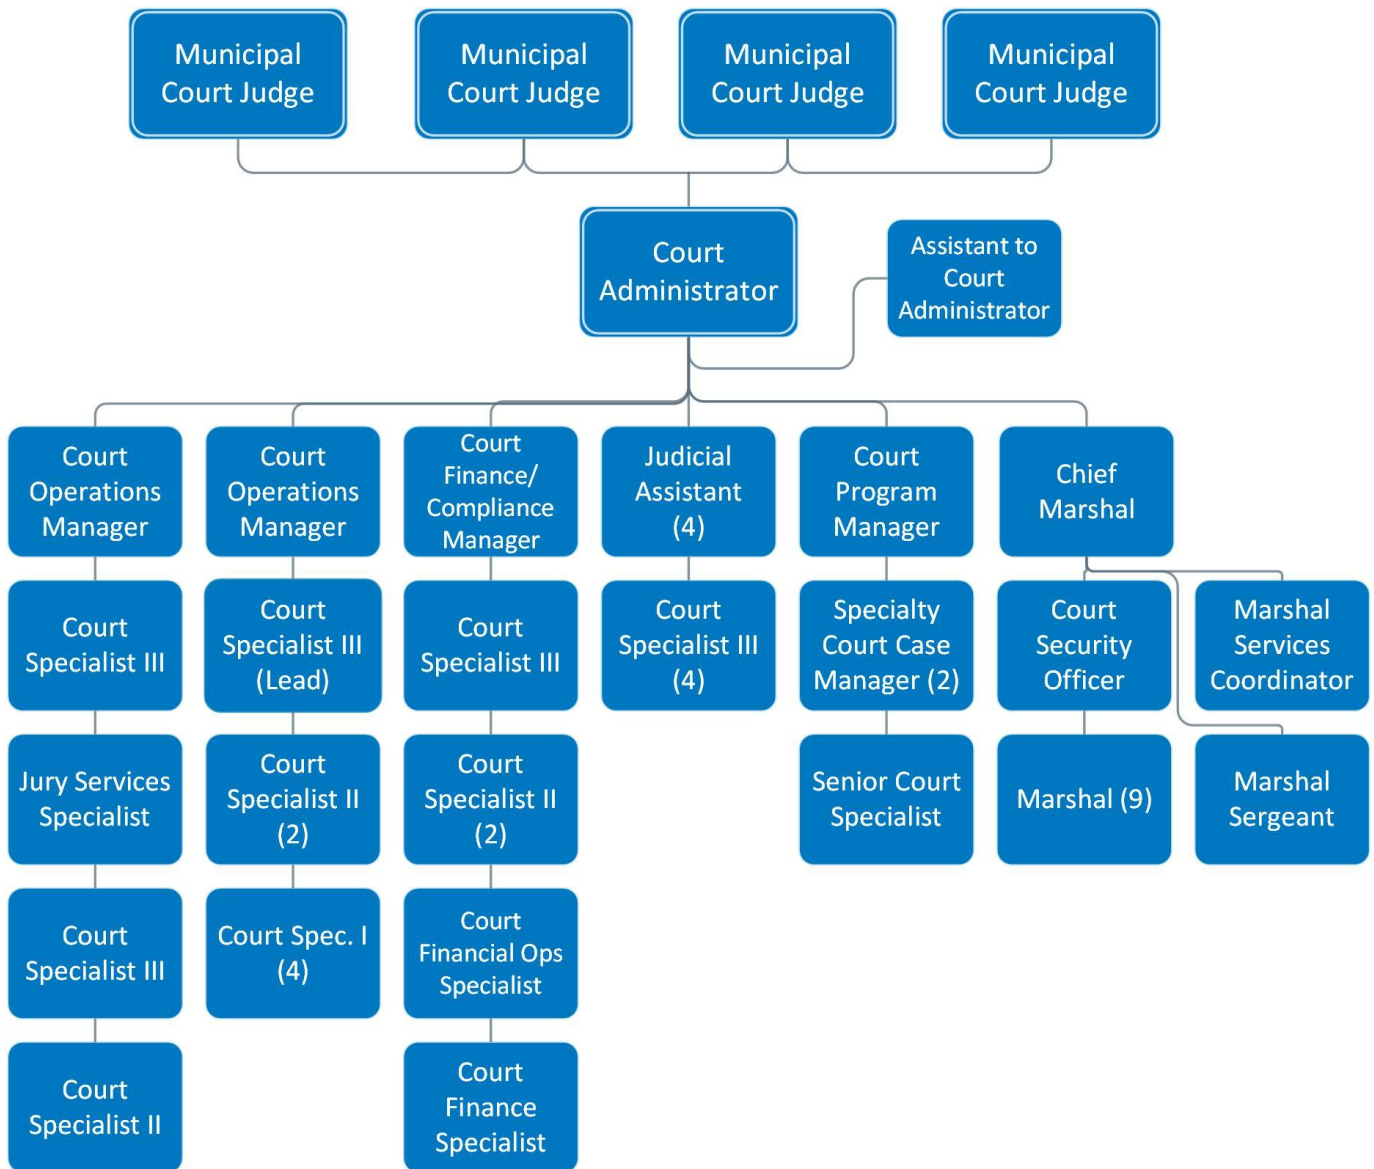 Municipal
Court Judge
Municipal
Court Judge
Municipal
Court Judge
Municipal
Court Judge
Court
Administrator
Assistant to
Court
Administrator
Court
Operations
Manager
Court
Operations
Manager
Court
Finance/
Compliance
Manager
Judicial
Assistant
(4)
Court
Program
Manager
Chief
Marshal
Court
Specialist III
Court
Specialist III
(Lead)
Court
Specialist III
Court
Specialist III
(4)
Specialty
Court Case
Manager (2)
Court
Security
Officer
Marshal
Services
Coordinator
Jury Services
Specialist
Court
Specialist II
(2)
Court
Specialist II
(2)
Senior Court
Specialist
Marshal (9)
Marshal
Sergeant
Court
Specialist III
Court Spec. I
(4)
Court
Financial Ops
Specialist
Court
Specialist II
Court
Finance
Specialist